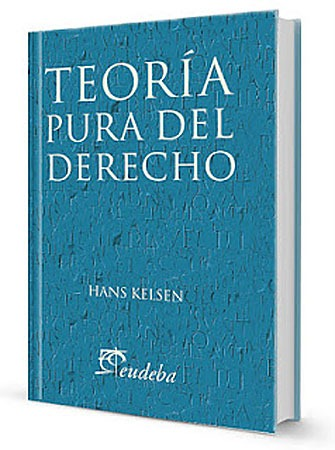 TEORÍA
PURA DEL
DERECHO
HANS KELSEN
eudeba